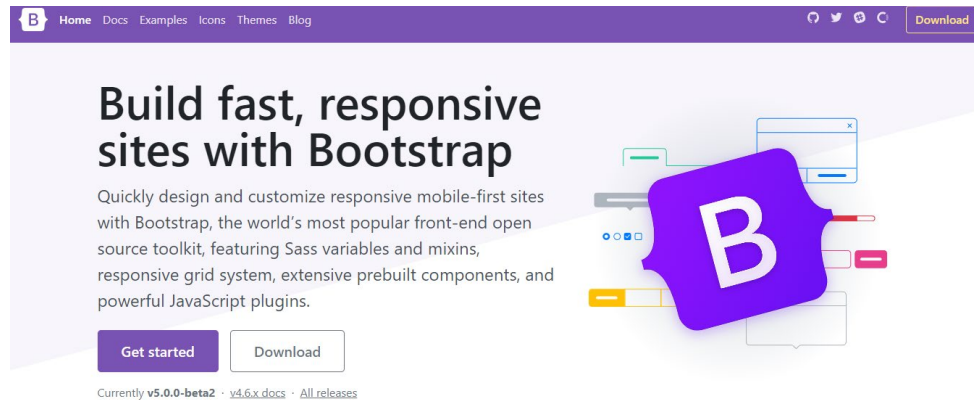 B Home Docs Examples Icons Themes Blog Download
Build fast, responsive
sites with Bootstrap
Quickly design and customize responsive mobile-first sites
with Bootstrap, the world's most popular front-end open
source toolkit, featuring Sass variables and mixins,
responsive grid system, extensive prebuilt components, and
powerful JavaScript plugins.
B
Get started Download
Currently v5.0.0-beta2 · v4.6.x docs · All releases